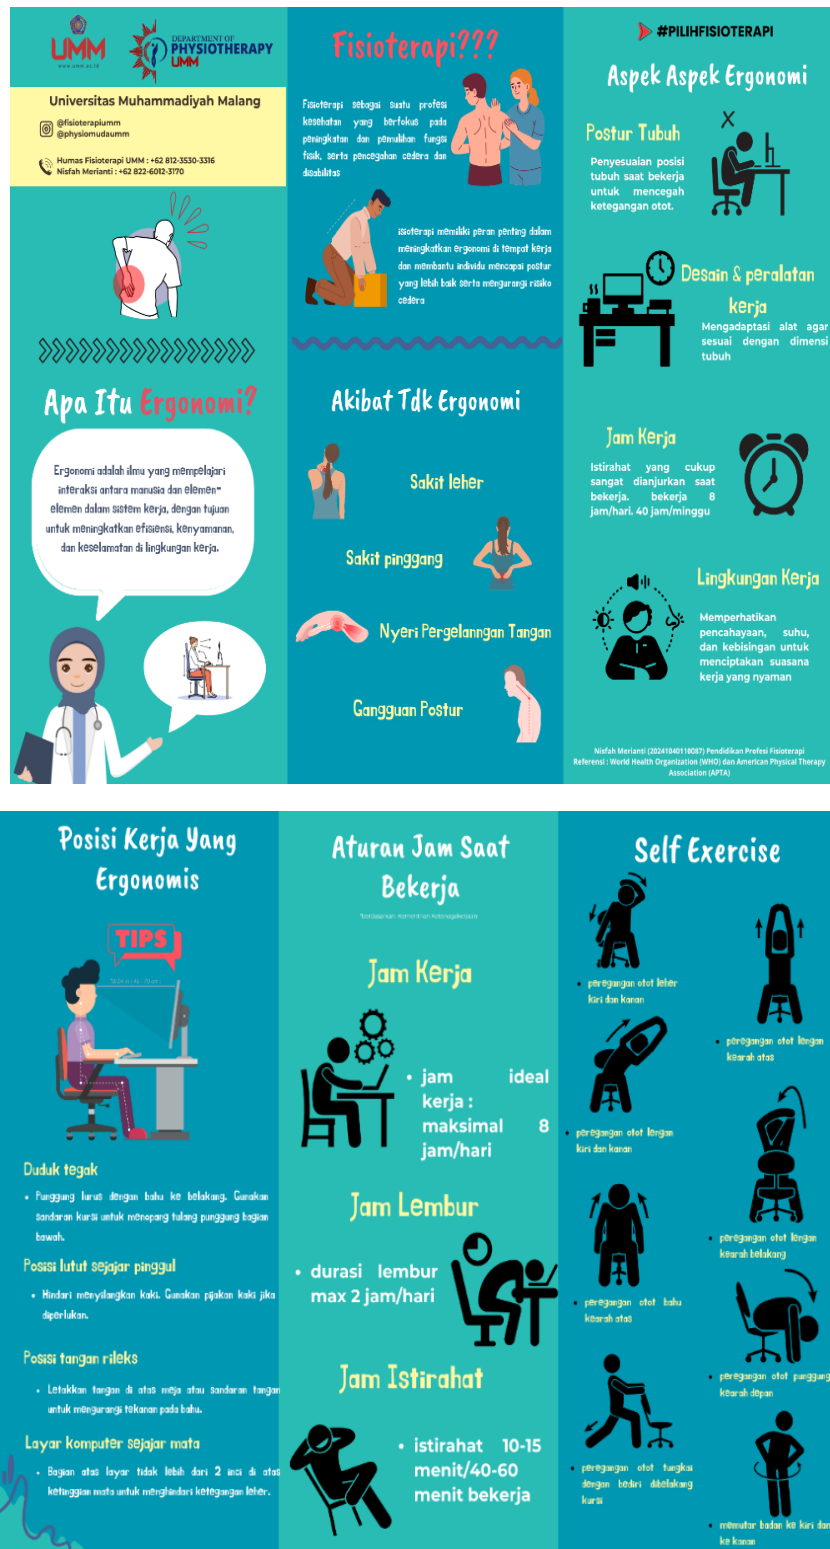 UMM
www.umm.ac.id
DEPARTMENT OF
PHYSIOTHERAPY
UMM
Universitas Muhammadiyah Malang
@fisioterapiumm
@physiomudaumm
Humas Fisioterapi UMM : +62 812-3530-3316
Nisfah Merianti : +62 822-6012-3170
Apa Itu Ergonomi?
Ergonomi adalah ilmu yang mempelajari
interaksi antara manusia dan elemen-
elemen dalam sistem kerja, dengan tujuan
untuk meningkatkan efisiensi, kenyamanan,
dan keselamatan di lingkungan kerja.
Fisioterapi???
Fisioterapi sebagai suatu profesi
kesehatan yang berfokus pada
peningkatan dan pemulihan fungsi
fisik, serta pencegahan cedera dan
disabilitas
isioterapi memiliki peran penting dalam
meningkatkan ergonomi di tempat kerja
dan membantu individu mencapai postur
yang lebih baik serta mengurangi risiko
cedera
Akibat Tdk Ergonomi
Sakit leher
Sakit pinggang
Nyeri Pergelanngan Tangan
Gangguan Postur
#PILIHFISIOTERAPI
Aspek Aspek Ergonomi
Postur Tubuh
Penyesuaian posisi
tubuh saat bekerja
untuk mencegah
ketegangan otot.
Desain & peralatan
kerja
Mengadaptasi alat agar
sesuai dengan dimensi
tubuh
Jam Kerja
Istirahat yang cukup
sangat dianjurkan saat
bekerja. bekerja 8
jam/hari. 40 jam/minggu
Lingkungan Kerja
Memperhatikan
pencahayaan, suhu,
dan kebisingan untuk
menciptakan suasana
kerja yang nyaman
Nisfah Merianti (20241040110087) Pendidikan Profesi Fisioterapi
Referensi : World Health Organization (WHO) dan American Physical Therapy
Association (APTA)
Posisi Kerja Yang
Ergonomis
TIPS
Duduk tegak
• Punggung lurus dengan bahu ke belakang. Gunakan
sandaran kursi untuk menopang tulang punggung bagian
bawah.
Posisi lutut sejajar pinggul
• Hindari menyilangkan kaki. Gunakan pijakan kaki jika
diperlukan.
Posisi tangan rileks
• Letakkan tangan di atas meja atau sandaran tangan
untuk mengurangi tekanan pada bahu.
Layar komputer sejajar mata
• Bagian atas layar tidak lebih dari 2 inci di atas
ketinggian mata untuk menghindari ketegangan leher.
Aturan Jam Saat
Bekerja
*berdasarkan Kementrian Ketenagakerjaan
Jam Kerja
• jam ideal
kerja :
maksimal 8
jam/hari
Jam Lembur
• durasi lembur
max 2 jam/hari
Jam Istirahat
• istirahat 10-15
menit/40-60
menit bekerja
Self Exercise
• peregangan otot leher
kiri dan kanan
• peregangan otot lengan
kearah atas
• peregangan otot lengan
kiri dan kanan
• peregangan otot lengan
kearah belakang
• peregangan otot bahu
kearah atas
• peregangan otot punggung
kearah depan
• peregangan otot tungkai
dengan bediri dibelakang
kursi
• memutar badan ke kiri dan
ke kanan